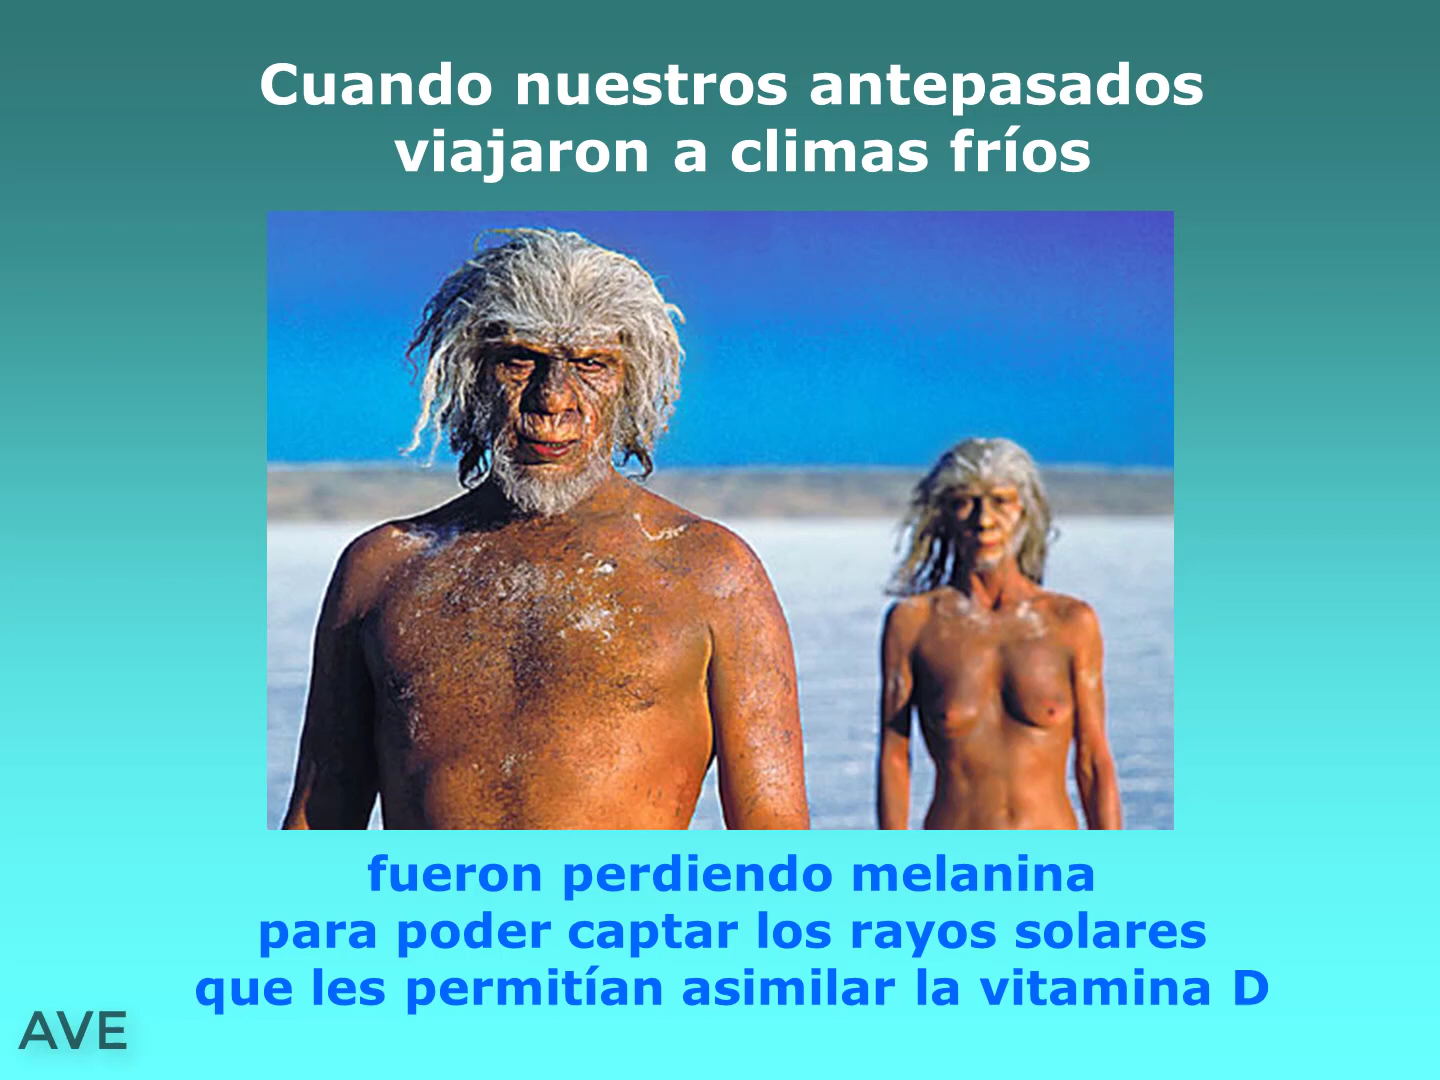 Cuando nuestros antepasados
viajaron a climas fríos
fueron perdiendo melanina
para poder captar los rayos solares
que les permitían asimilar la vitamina D
AVE